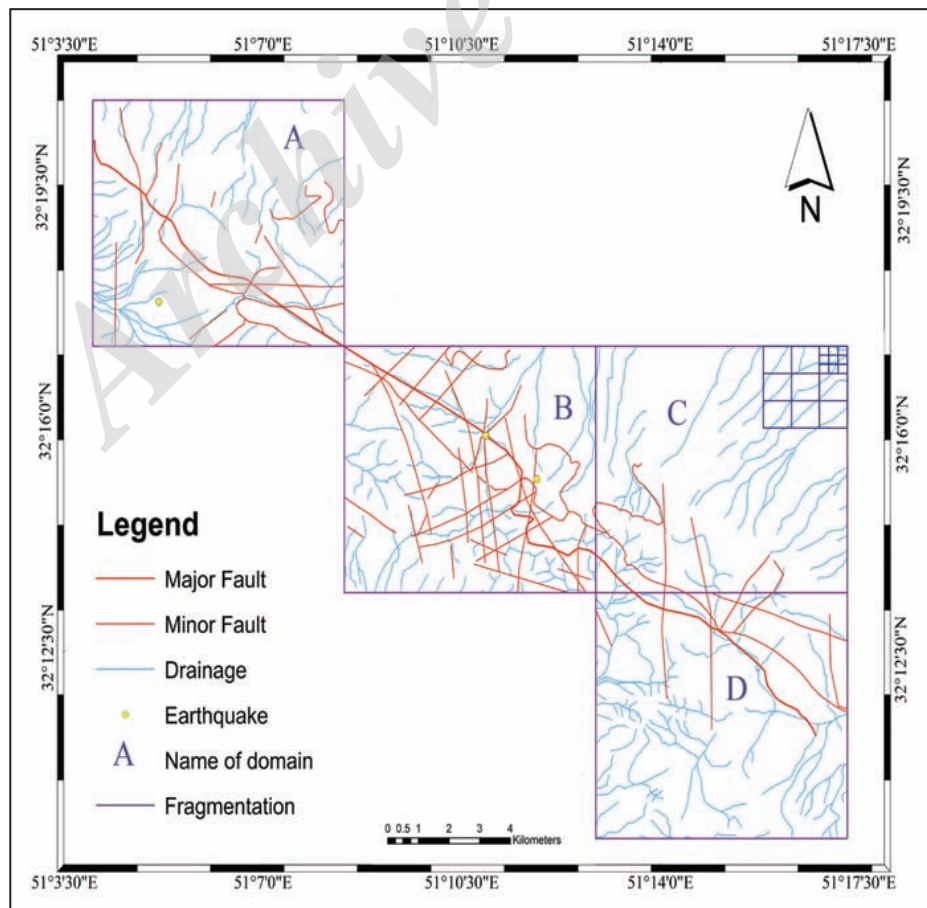 51°3'30"E 51°7'0"E 51°10'30"E 51°14'0"E 51°17'30"E
Archive
A
N
32°19'30"N 32°19'30"N
B
C
32°16'0"N 32°16'0"N
Legend
Major Fault
Minor Fault
Drainage
Earthquake
A Name of domain
Fragmentation
D
32°12'30"N 32°12'30"N
0 0.5 1 2 3 4
Kilometers
51°3'30"E 51°7'0"E 51°10'30"E 51°14'0"E 51°17'30"E